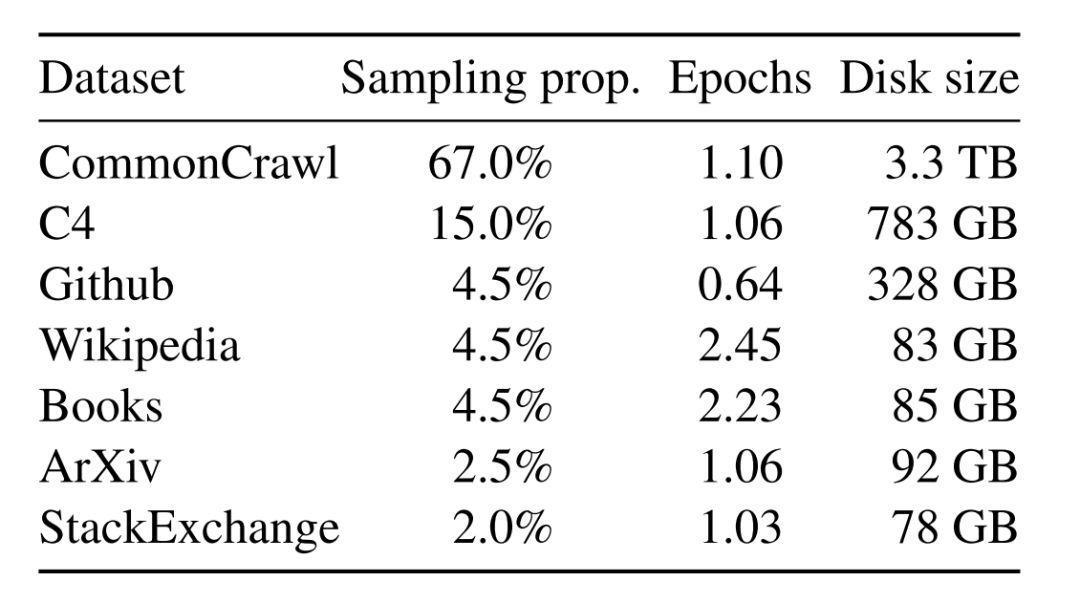 Dataset Sampling prop. Epochs Disk size
CommonCrawl 67.0% 1.10 3.3 TB
C4 15.0% 1.06 783 GB
Github 4.5% 0.64 328 GB
Wikipedia 4.5% 2.45 83 GB
Books 4.5% 2.23 85 GB
ArXiv 2.5% 1.06 92 GB
StackExchange 2.0% 1.03 78 GB